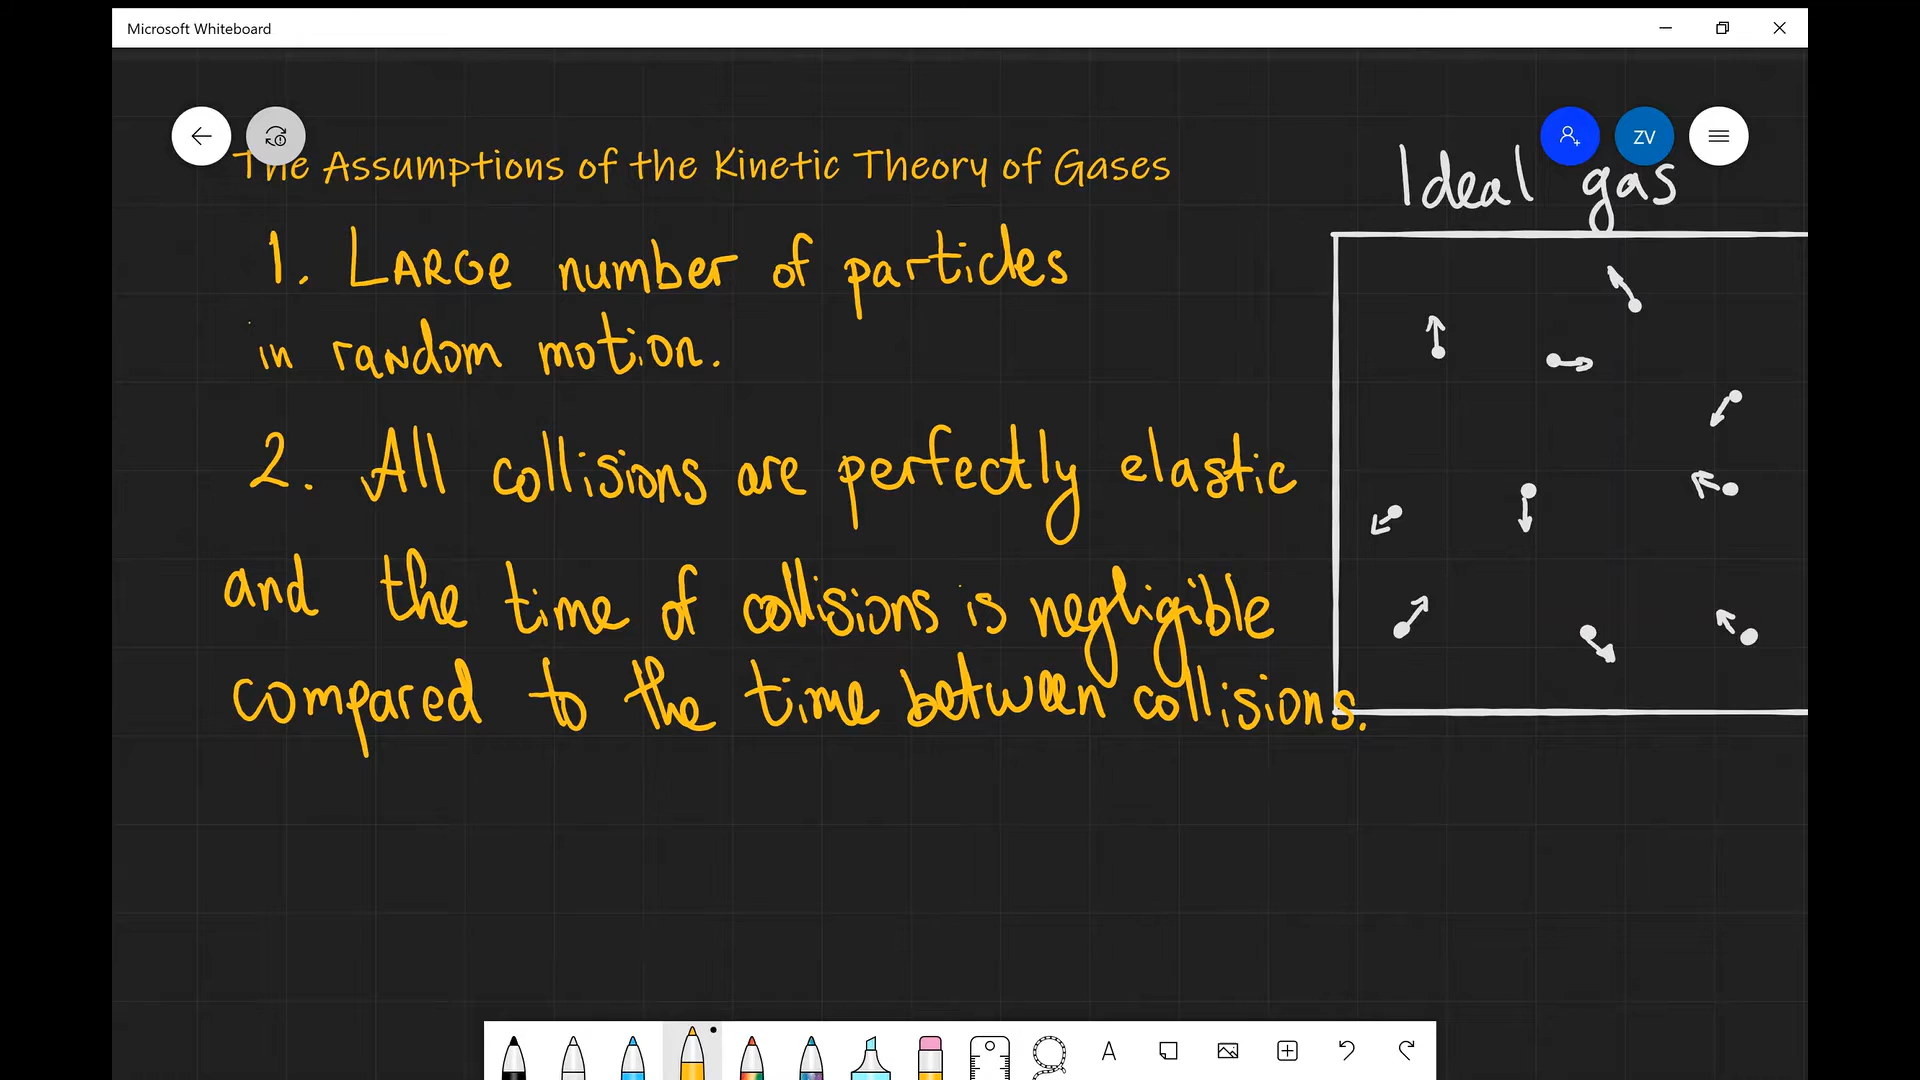 Microsoft Whiteboard
ZV
The Assumptions of the Kinetic Theory of Gases
Ideal gas
1. LARGE number of particles
in random motion.
2. All collisions are perfectly elastic
and the time of collisions is negligible
compared to the time between collisions.
A